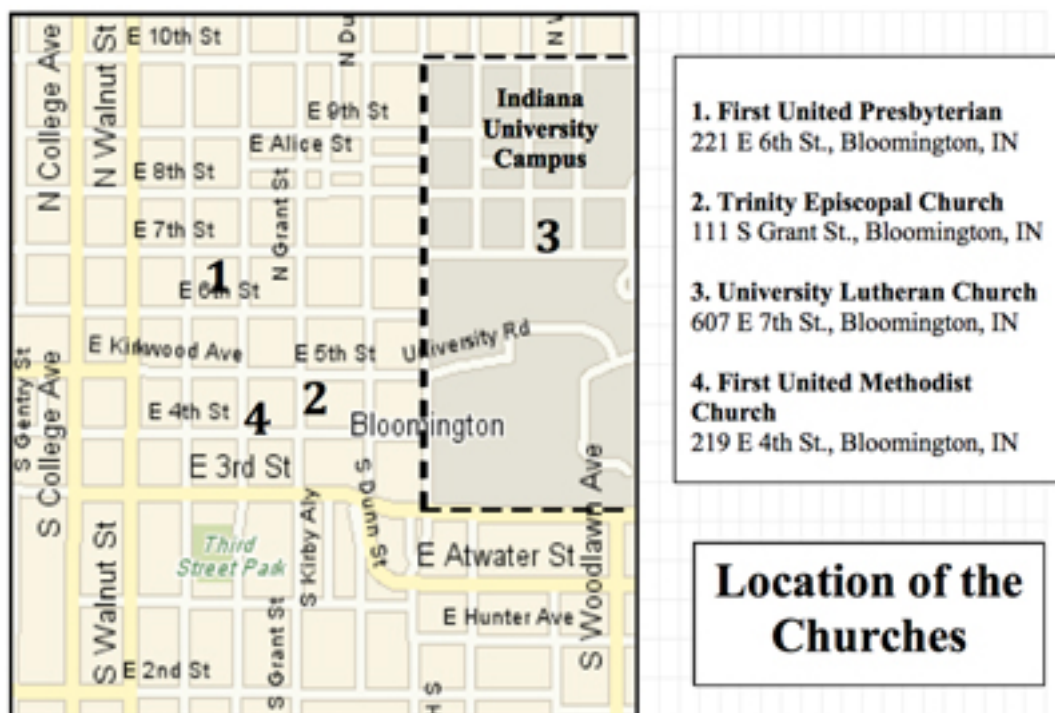 E 10th St
N College Ave
N Walnut St
N Du
N W
E 9th St
Indiana
University
Campus
E Alice St
E 8th St
N Grant St
E 7th St
3
1
E 6th St
University Rd
E Kirkwood Ave
E 5th St
S Gentry St
S College Ave
2
E 4th St
4
Bloomington
E 3rd St
S Kirby Aly
S Dunn St
S Woodlawn Ave
S Walnut St
Third
Street Park
E Atwater St
S Grant St
E Hunter Ave
E 2nd St
S H
1. First United Presbyterian
221 E 6th St., Bloomington, IN
2. Trinity Episcopal Church
111 S Grant St., Bloomington, IN
3. University Lutheran Church
607 E 7th St., Bloomington, IN
4. First United Methodist
Church
219 E 4th St., Bloomington, IN
Location of the
Churches